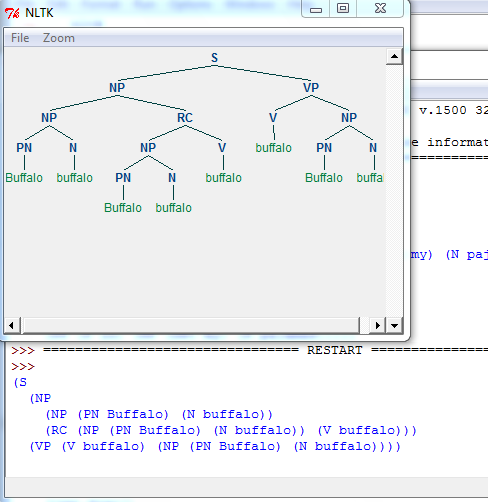 NLTK
File Zoom
S
NP VP
NP RC V NP
PN N NP V buffalo PN N
Buffalo buffalo PN N buffalo Buffalo buffa
Buffalo buffalo
v.1500 32
e informat
my) (N paj
>>> ================================ RESTART ===============
>>>
(S
(NP
(NP (PN Buffalo) (N buffalo))
(RC (NP (PN Buffalo) (N buffalo)) (V buffalo)))
(VP (V buffalo) (NP (PN Buffalo) (N buffalo))))